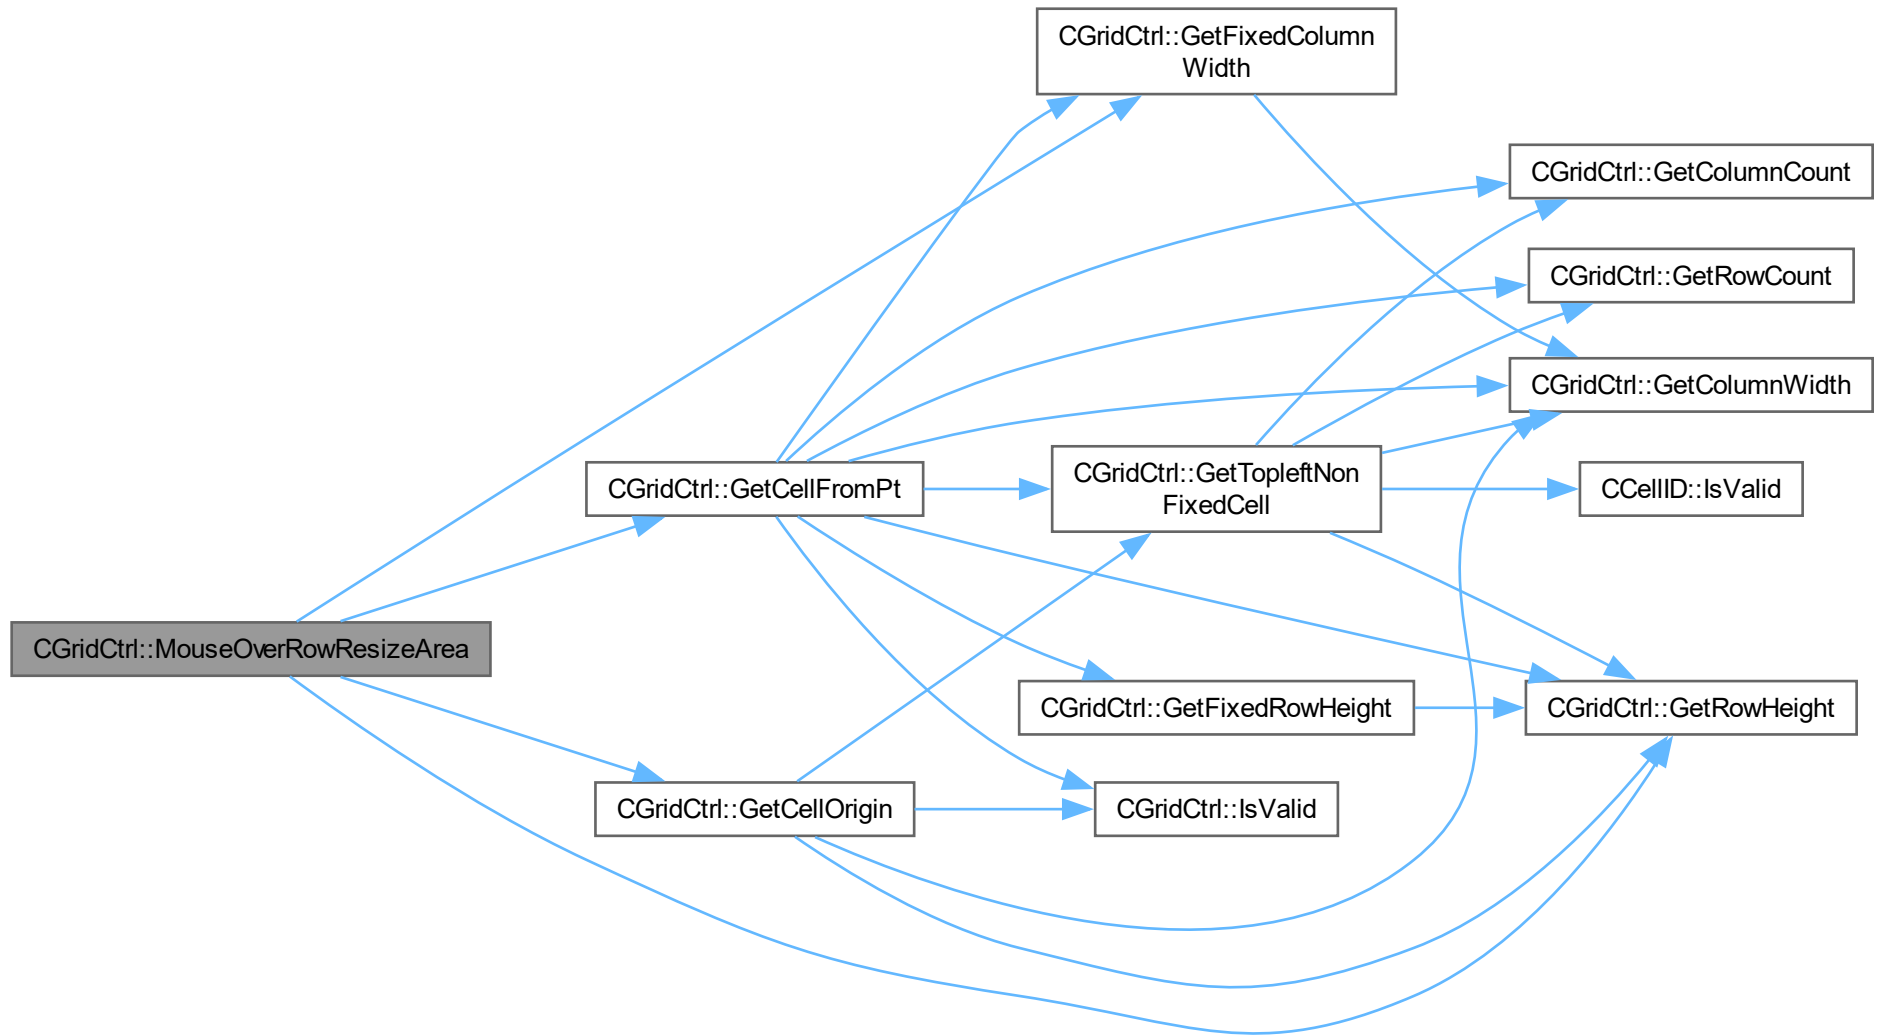 CGridCtrl::GetFixedColumn
Width
CGridCtrl::GetColumnCount
CGridCtrl::GetRowCount
CGridCtrl::GetColumnWidth
CGridCtrl::GetCellFromPt
CGridCtrl::GetTopleftNon
FixedCell
CCellID::IsValid
CGridCtrl::MouseOverRowResizeArea
CGridCtrl::GetFixedRowHeight
CGridCtrl::GetRowHeight
CGridCtrl::GetCellOrigin
CGridCtrl::IsValid